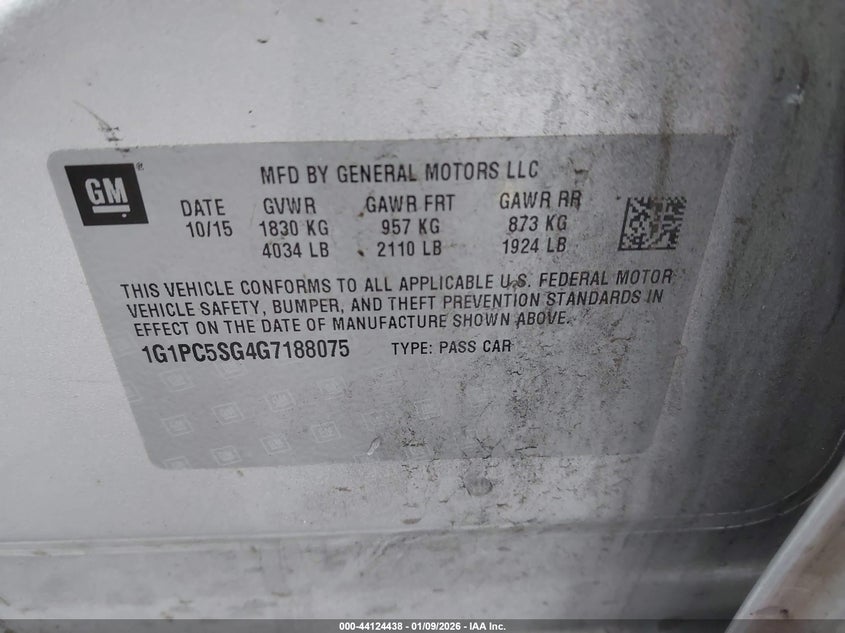 GM ®
MFD BY GENERAL MOTORS LLC
DATE GVWR GAWR FRT GAWR RR
10/15 1830 KG 957 KG 873 KG
4034 LB 2110 LB 1924 LB
THIS VEHICLE CONFORMS TO ALL APPLICABLE U.S. FEDERAL MOTOR
VEHICLE SAFETY, BUMPER, AND THEFT PREVENTION STANDARDS IN
EFFECT ON THE DATE OF MANUFACTURE SHOWN ABOVE.
1G1PC5SG4G7188075 TYPE: PASS CAR
000-44124438 - 01/09/2026 - IAA Inc.